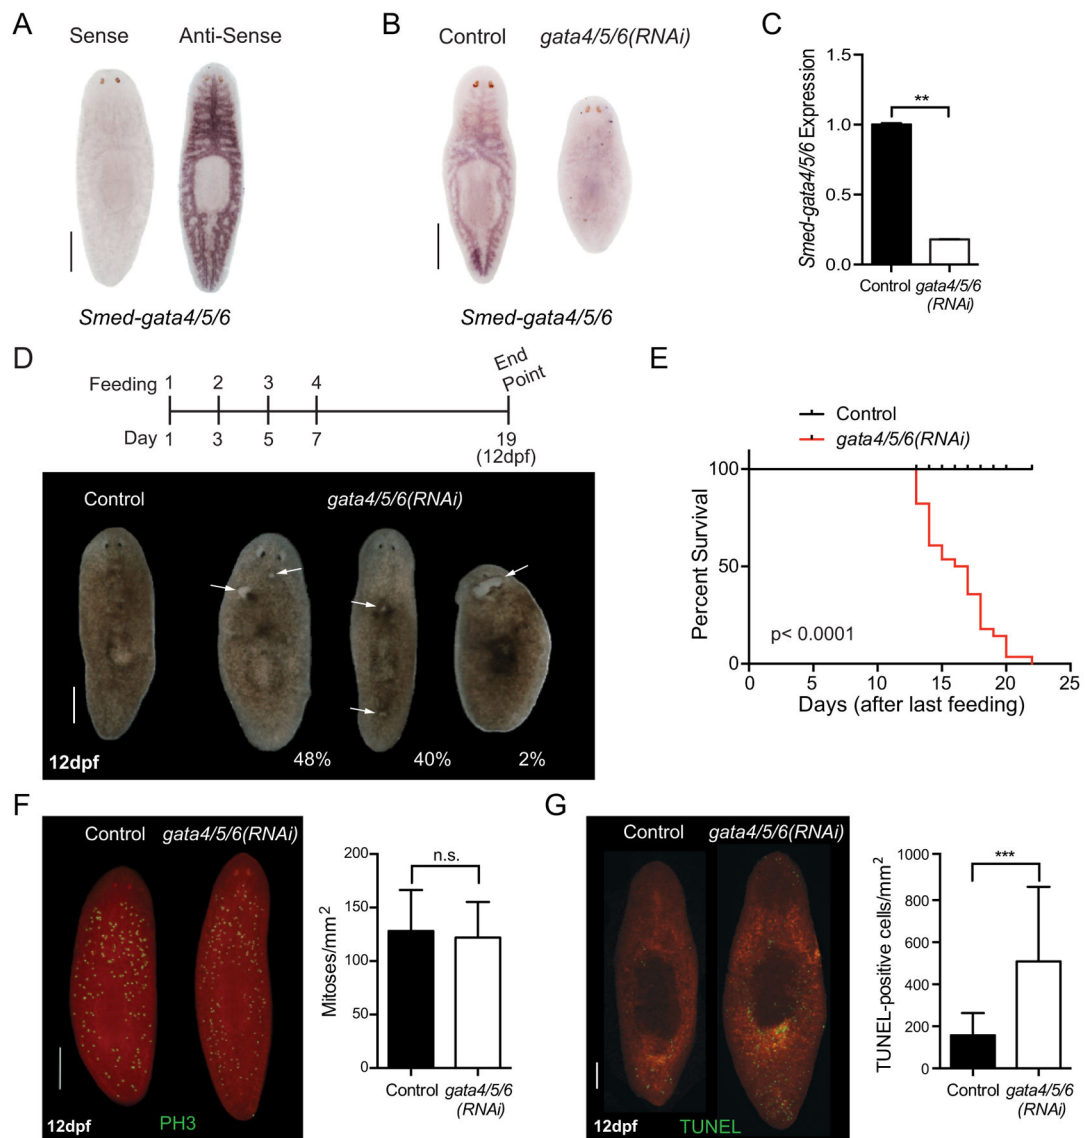 A
Sense
Anti-Sense
Smed-gata4/5/6
B
Control
gata4/5/6(RNAi)
Smed-gata4/5/6
C
Smed-gata4/5/6 Expression
1.5
1.0
0.5
0.0
**
Control
gata4/5/6
(RNAi)
D
Feeding 1 2 3 4
End
Point
Day 1 3 5 7 19
(12dpf)
Control
gata4/5/6(RNAi)
12dpf
48%
40%
2%
E
Control
gata4/5/6(RNAi)
Percent Survival
100
50
0
p< 0.0001
0 5 10 15 20 25
Days (after last feeding)
F
Control
gata4/5/6(RNAi)
12dpf
PH3
Mitoses/mm2
200
150
100
50
0
n.s.
Control
gata4/5/6
(RNAi)
G
Control
gata4/5/6(RNAi)
12dpf
TUNEL
TUNEL-positive cells/mm2
1000
800
600
400
200
0
***
Control
gata4/5/6
(RNAi)